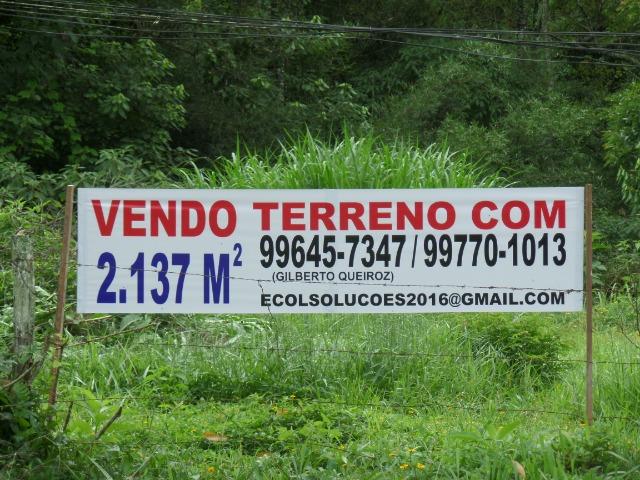 VENDO TERRENO COM
2.137 M² 99645-7347 / 99770-1013
(GILBERTO QUEIROZ)
ECOLSOLUCOES2016@GMAIL.COM